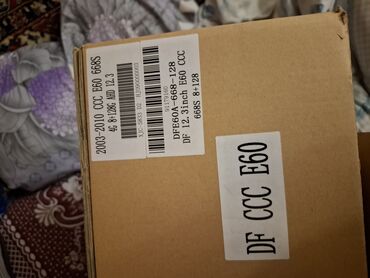 2003-2010 CCC E60 668S
4G 8+128G AHD 12.3
DFE60A-668-128
DF 12.3inch E60 CCC
668S 8+128
DF CCC E60